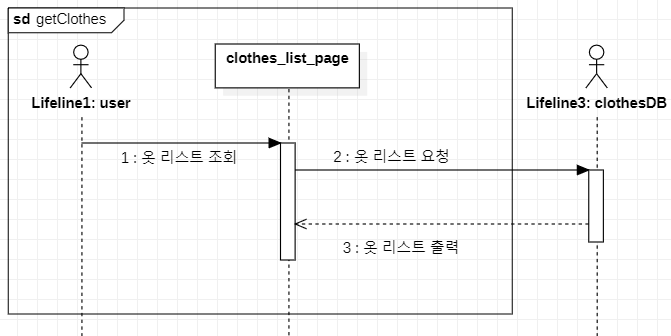 sd getClothes
Lifeline1: user
clothes_list_page
Lifeline3: clothesDB
1 : 옷 리스트 조회
2 : 옷 리스트 요청
3 : 옷 리스트 출력